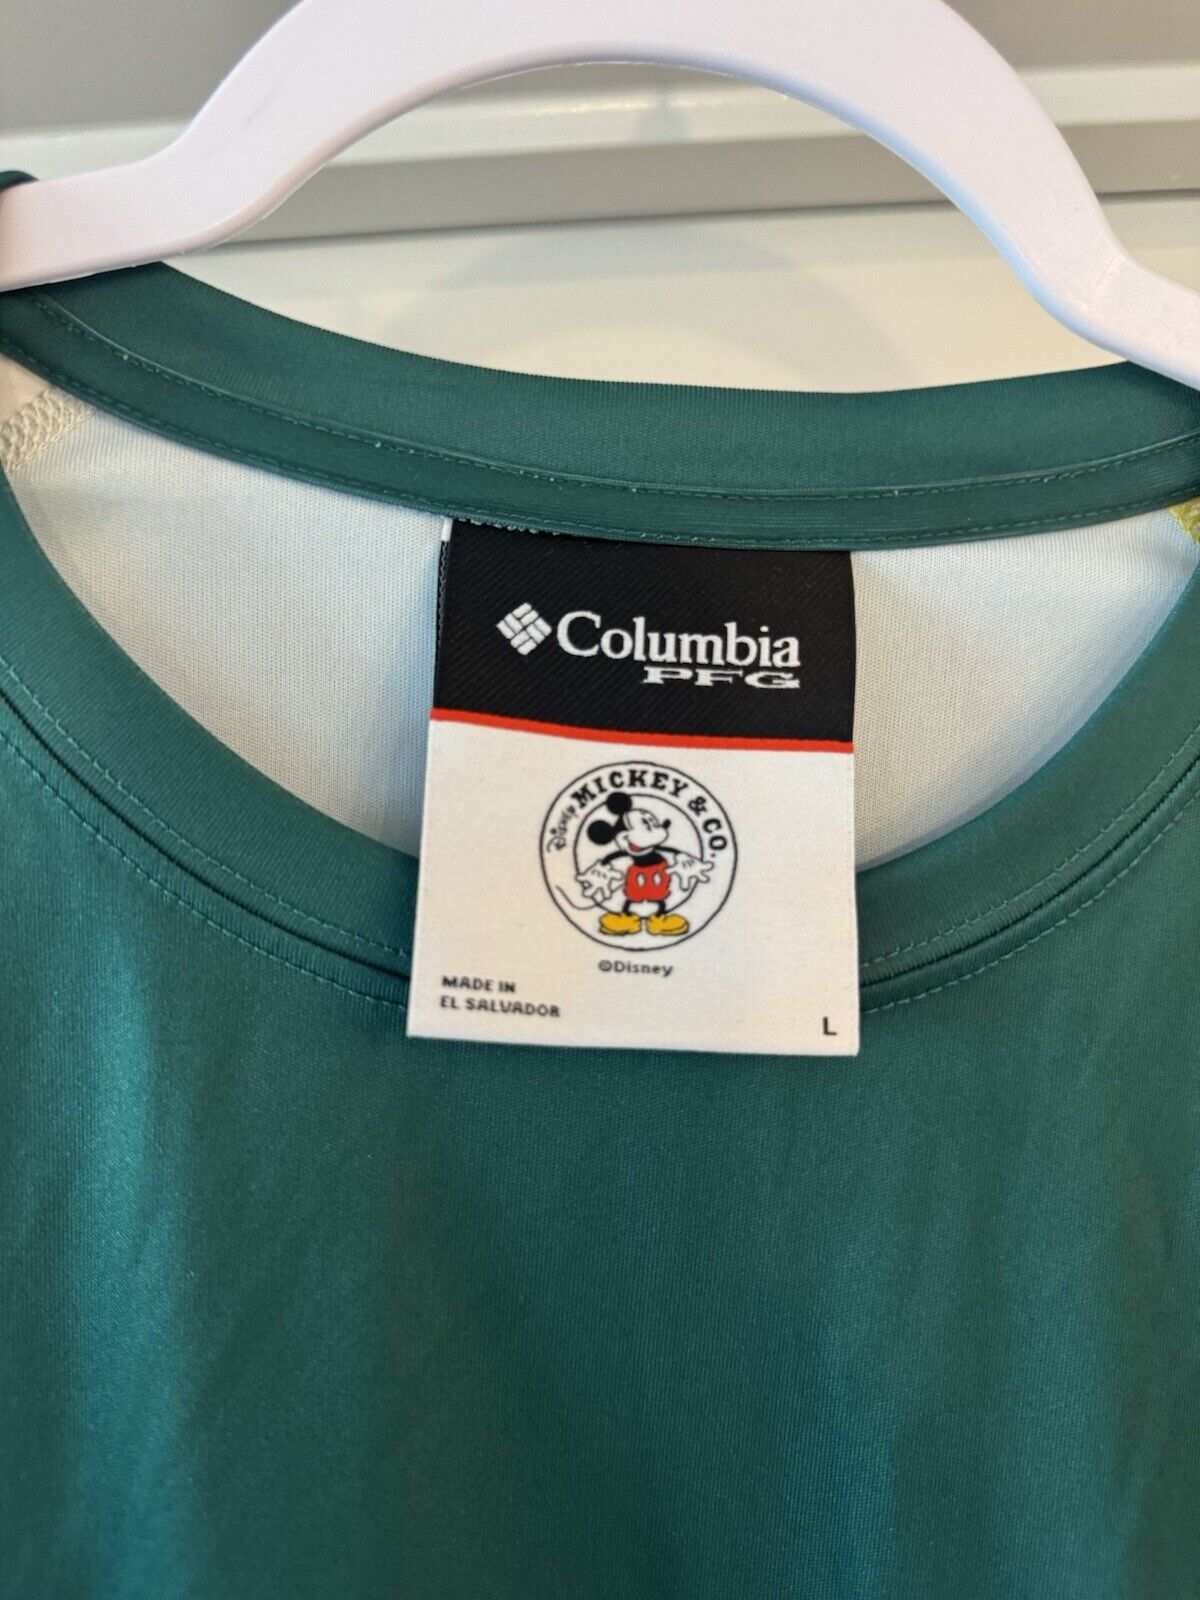 Columbia
PFG
Disney MICKEY & CO.
©Disney
MADE IN
EL SALVADOR
L